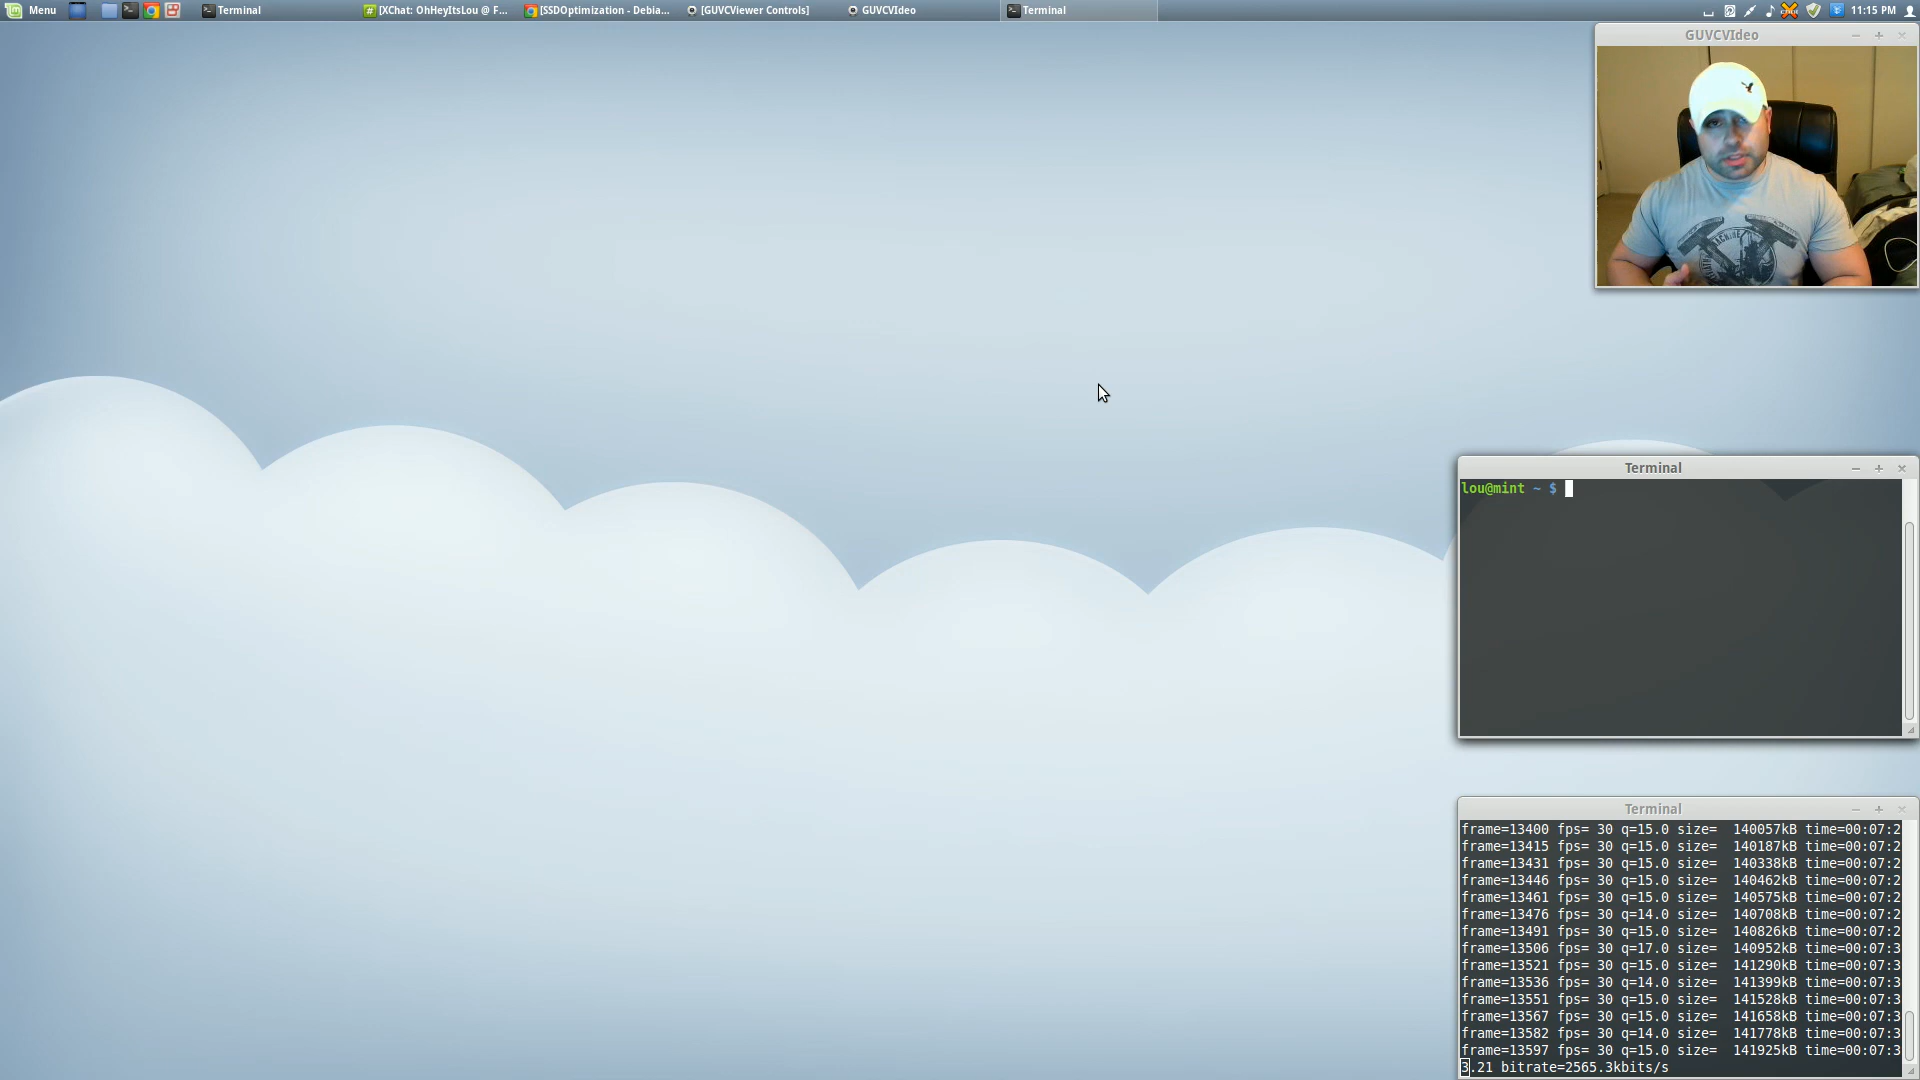 Menu
Terminal
[XChat: OhHeyItsLou @ F...
[SSDOptimization - Debia...
[GUVCViewer Controls]
GUVCVIdeo
Terminal
11:15 PM
GUVCVIdeo
MACHINE
Terminal
lou@mint ~ $
Terminal
frame=13400 fps= 30 q=15.0 size=  140057kB time=00:07:2
frame=13415 fps= 30 q=15.0 size=  140187kB time=00:07:2
frame=13431 fps= 30 q=15.0 size=  140338kB time=00:07:2
frame=13446 fps= 30 q=15.0 size=  140462kB time=00:07:2
frame=13461 fps= 30 q=15.0 size=  140575kB time=00:07:2
frame=13476 fps= 30 q=14.0 size=  140708kB time=00:07:2
frame=13491 fps= 30 q=15.0 size=  140826kB time=00:07:2
frame=13506 fps= 30 q=17.0 size=  140952kB time=00:07:3
frame=13521 fps= 30 q=15.0 size=  141290kB time=00:07:3
frame=13536 fps= 30 q=14.0 size=  141399kB time=00:07:3
frame=13551 fps= 30 q=15.0 size=  141528kB time=00:07:3
frame=13567 fps= 30 q=15.0 size=  141658kB time=00:07:3
frame=13582 fps= 30 q=14.0 size=  141778kB time=00:07:3
frame=13597 fps= 30 q=15.0 size=  141925kB time=00:07:3
3.21 bitrate=2565.3kbits/s